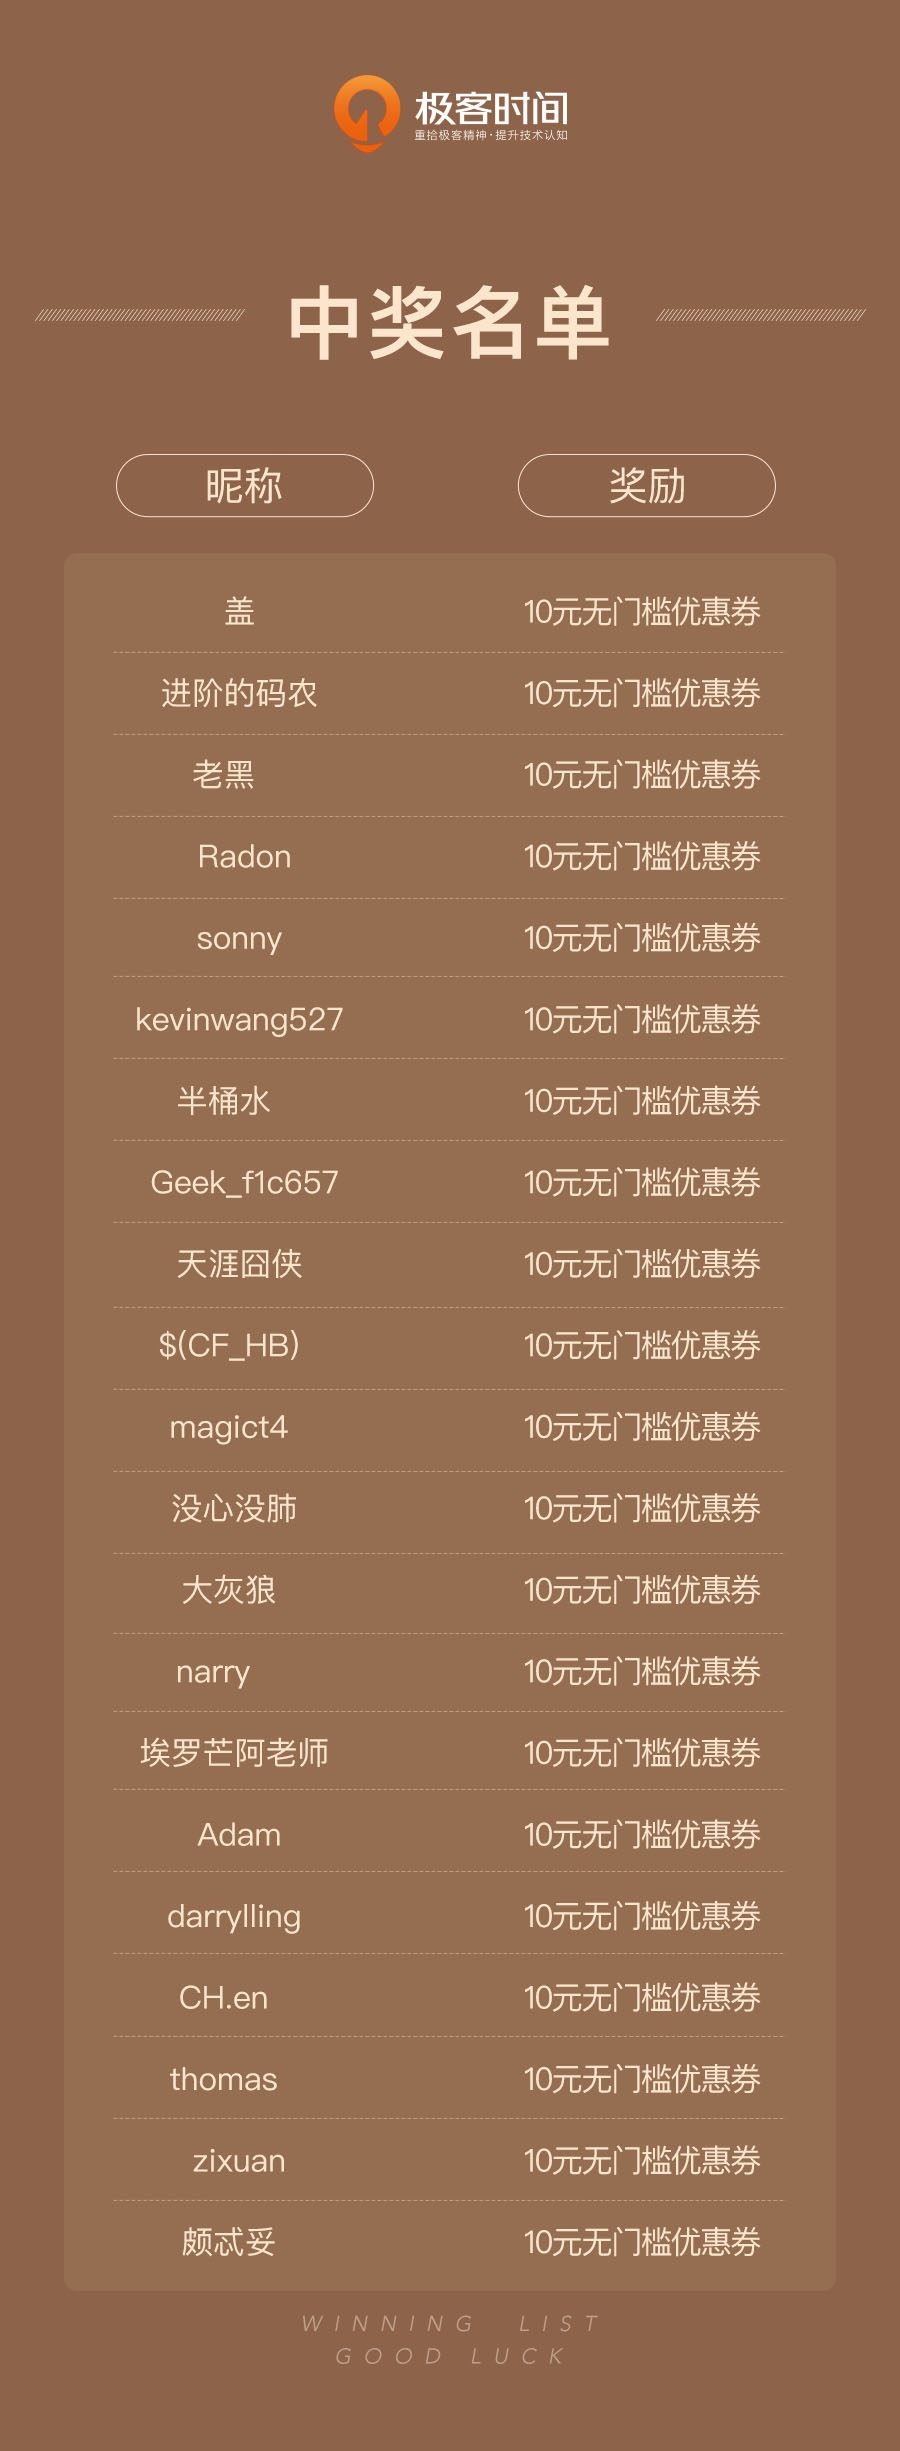 极客时间
重拾极客精神·提升技术认知
中奖名单
昵称 奖励
盖 10元无门槛优惠券
进阶的码农 10元无门槛优惠券
老黑 10元无门槛优惠券
Radon 10元无门槛优惠券
sonny 10元无门槛优惠券
kevinwang527 10元无门槛优惠券
半桶水 10元无门槛优惠券
Geek_f1c657 10元无门槛优惠券
天涯囧侠 10元无门槛优惠券
$(CF_HB) 10元无门槛优惠券
magict4 10元无门槛优惠券
没心没肺 10元无门槛优惠券
大灰狼 10元无门槛优惠券
narry 10元无门槛优惠券
埃罗芒阿老师 10元无门槛优惠券
Adam 10元无门槛优惠券
darrylling 10元无门槛优惠券
CH.en 10元无门槛优惠券
thomas 10元无门槛优惠券
zixuan 10元无门槛优惠券
颇忒妥 10元无门槛优惠券
WINNING LIST
GOOD LUCK